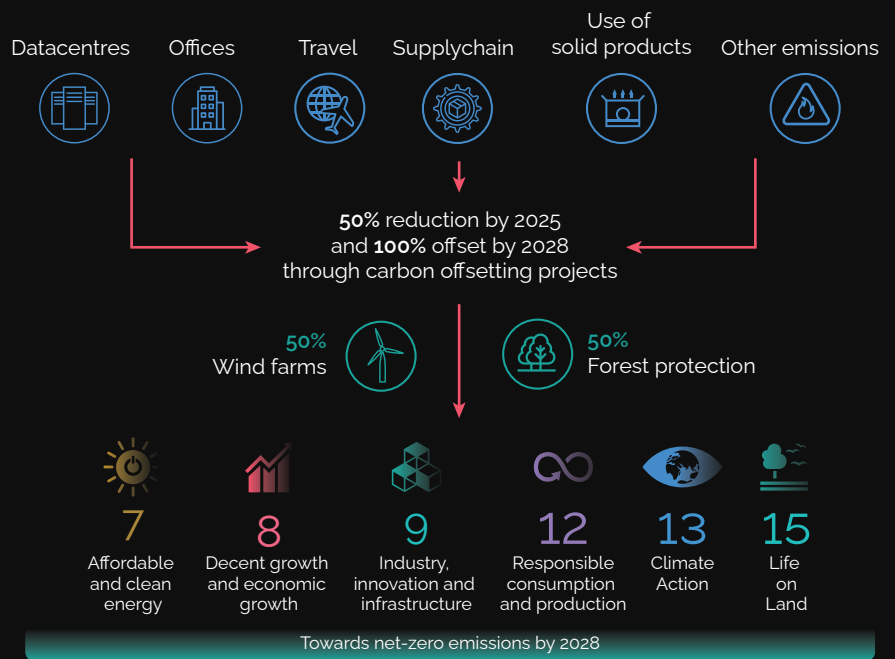 Datacentres
Offices
Travel
Supplychain
Use of
solid products
Other emissions
50% reduction by 2025
and 100% offset by 2028
through carbon offsetting projects
50%
Wind farms
50%
Forest protection
7
Affordable
and clean
energy
8
Decent growth
and economic
growth
9
Industry,
innovation and
infrastructure
12
Responsible
consumption
and production
13
Climate
Action
15
Life
on
Land
Towards net-zero emissions by 2028